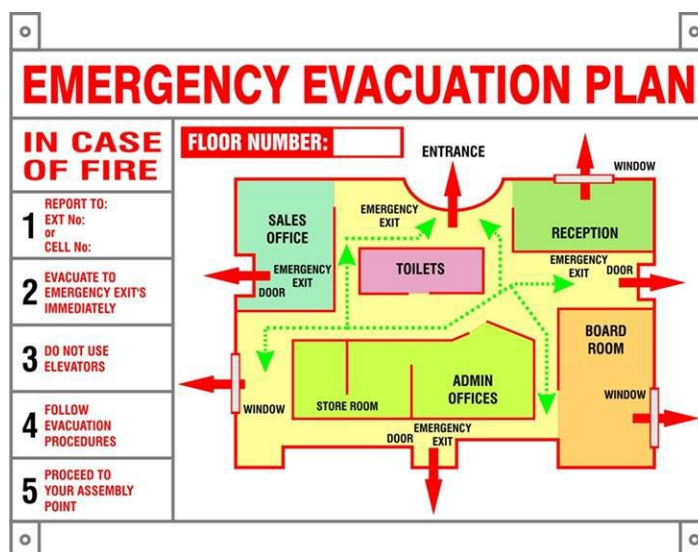 EMERGENCY EVACUATION PLAN
IN CASE
OF FIRE
1
REPORT TO:
EXT No:
or
CELL No:
2
EVACUATE TO
EMERGENCY EXIT'S
IMMEDIATELY
3
DO NOT USE
ELEVATORS
4
FOLLOW
EVACUATION
PROCEDURES
5
PROCEED TO
YOUR ASSEMBLY
POINT
FLOOR NUMBER:
ENTRANCE
WINDOW
EMERGENCY
EXIT
SALES
OFFICE
RECEPTION
TOILETS
EMERGENCY
EXIT
DOOR
EMERGENCY
EXIT
DOOR
BOARD
ROOM
WINDOW
STORE ROOM
ADMIN
OFFICES
WINDOW
EMERGENCY
EXIT
DOOR